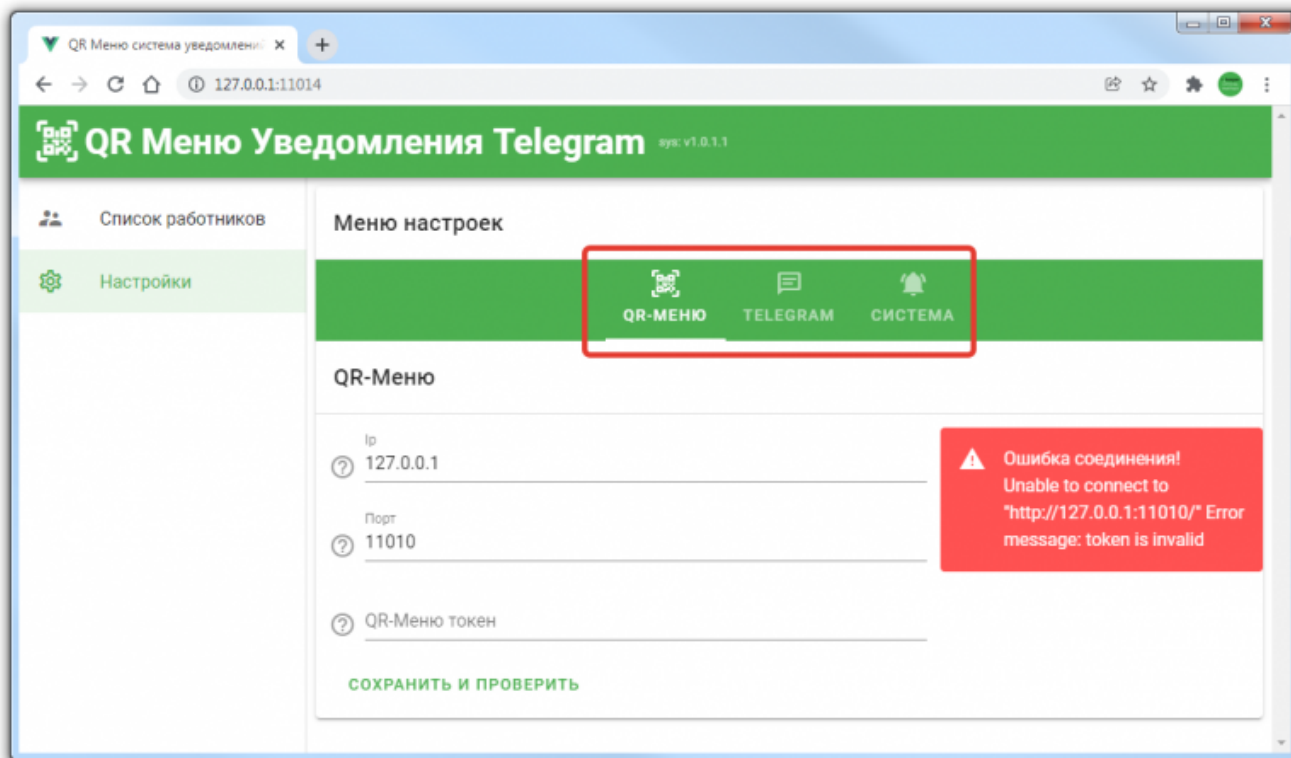 QR Меню система уведомлений
127.0.0.1:11014
QR Меню Уведомления Telegram sys: v1.0.1.1
Список работников
Настройки
Меню настроек
QR-МЕНЮ TELEGRAM СИСТЕМА
QR-Меню
Ip
127.0.0.1
Порт
11010
QR-Меню токен
СОХРАНИТЬ И ПРОВЕРИТЬ
Ошибка соединения!
Unable to connect to
"http://127.0.0.1:11010/" Error
message: token is invalid